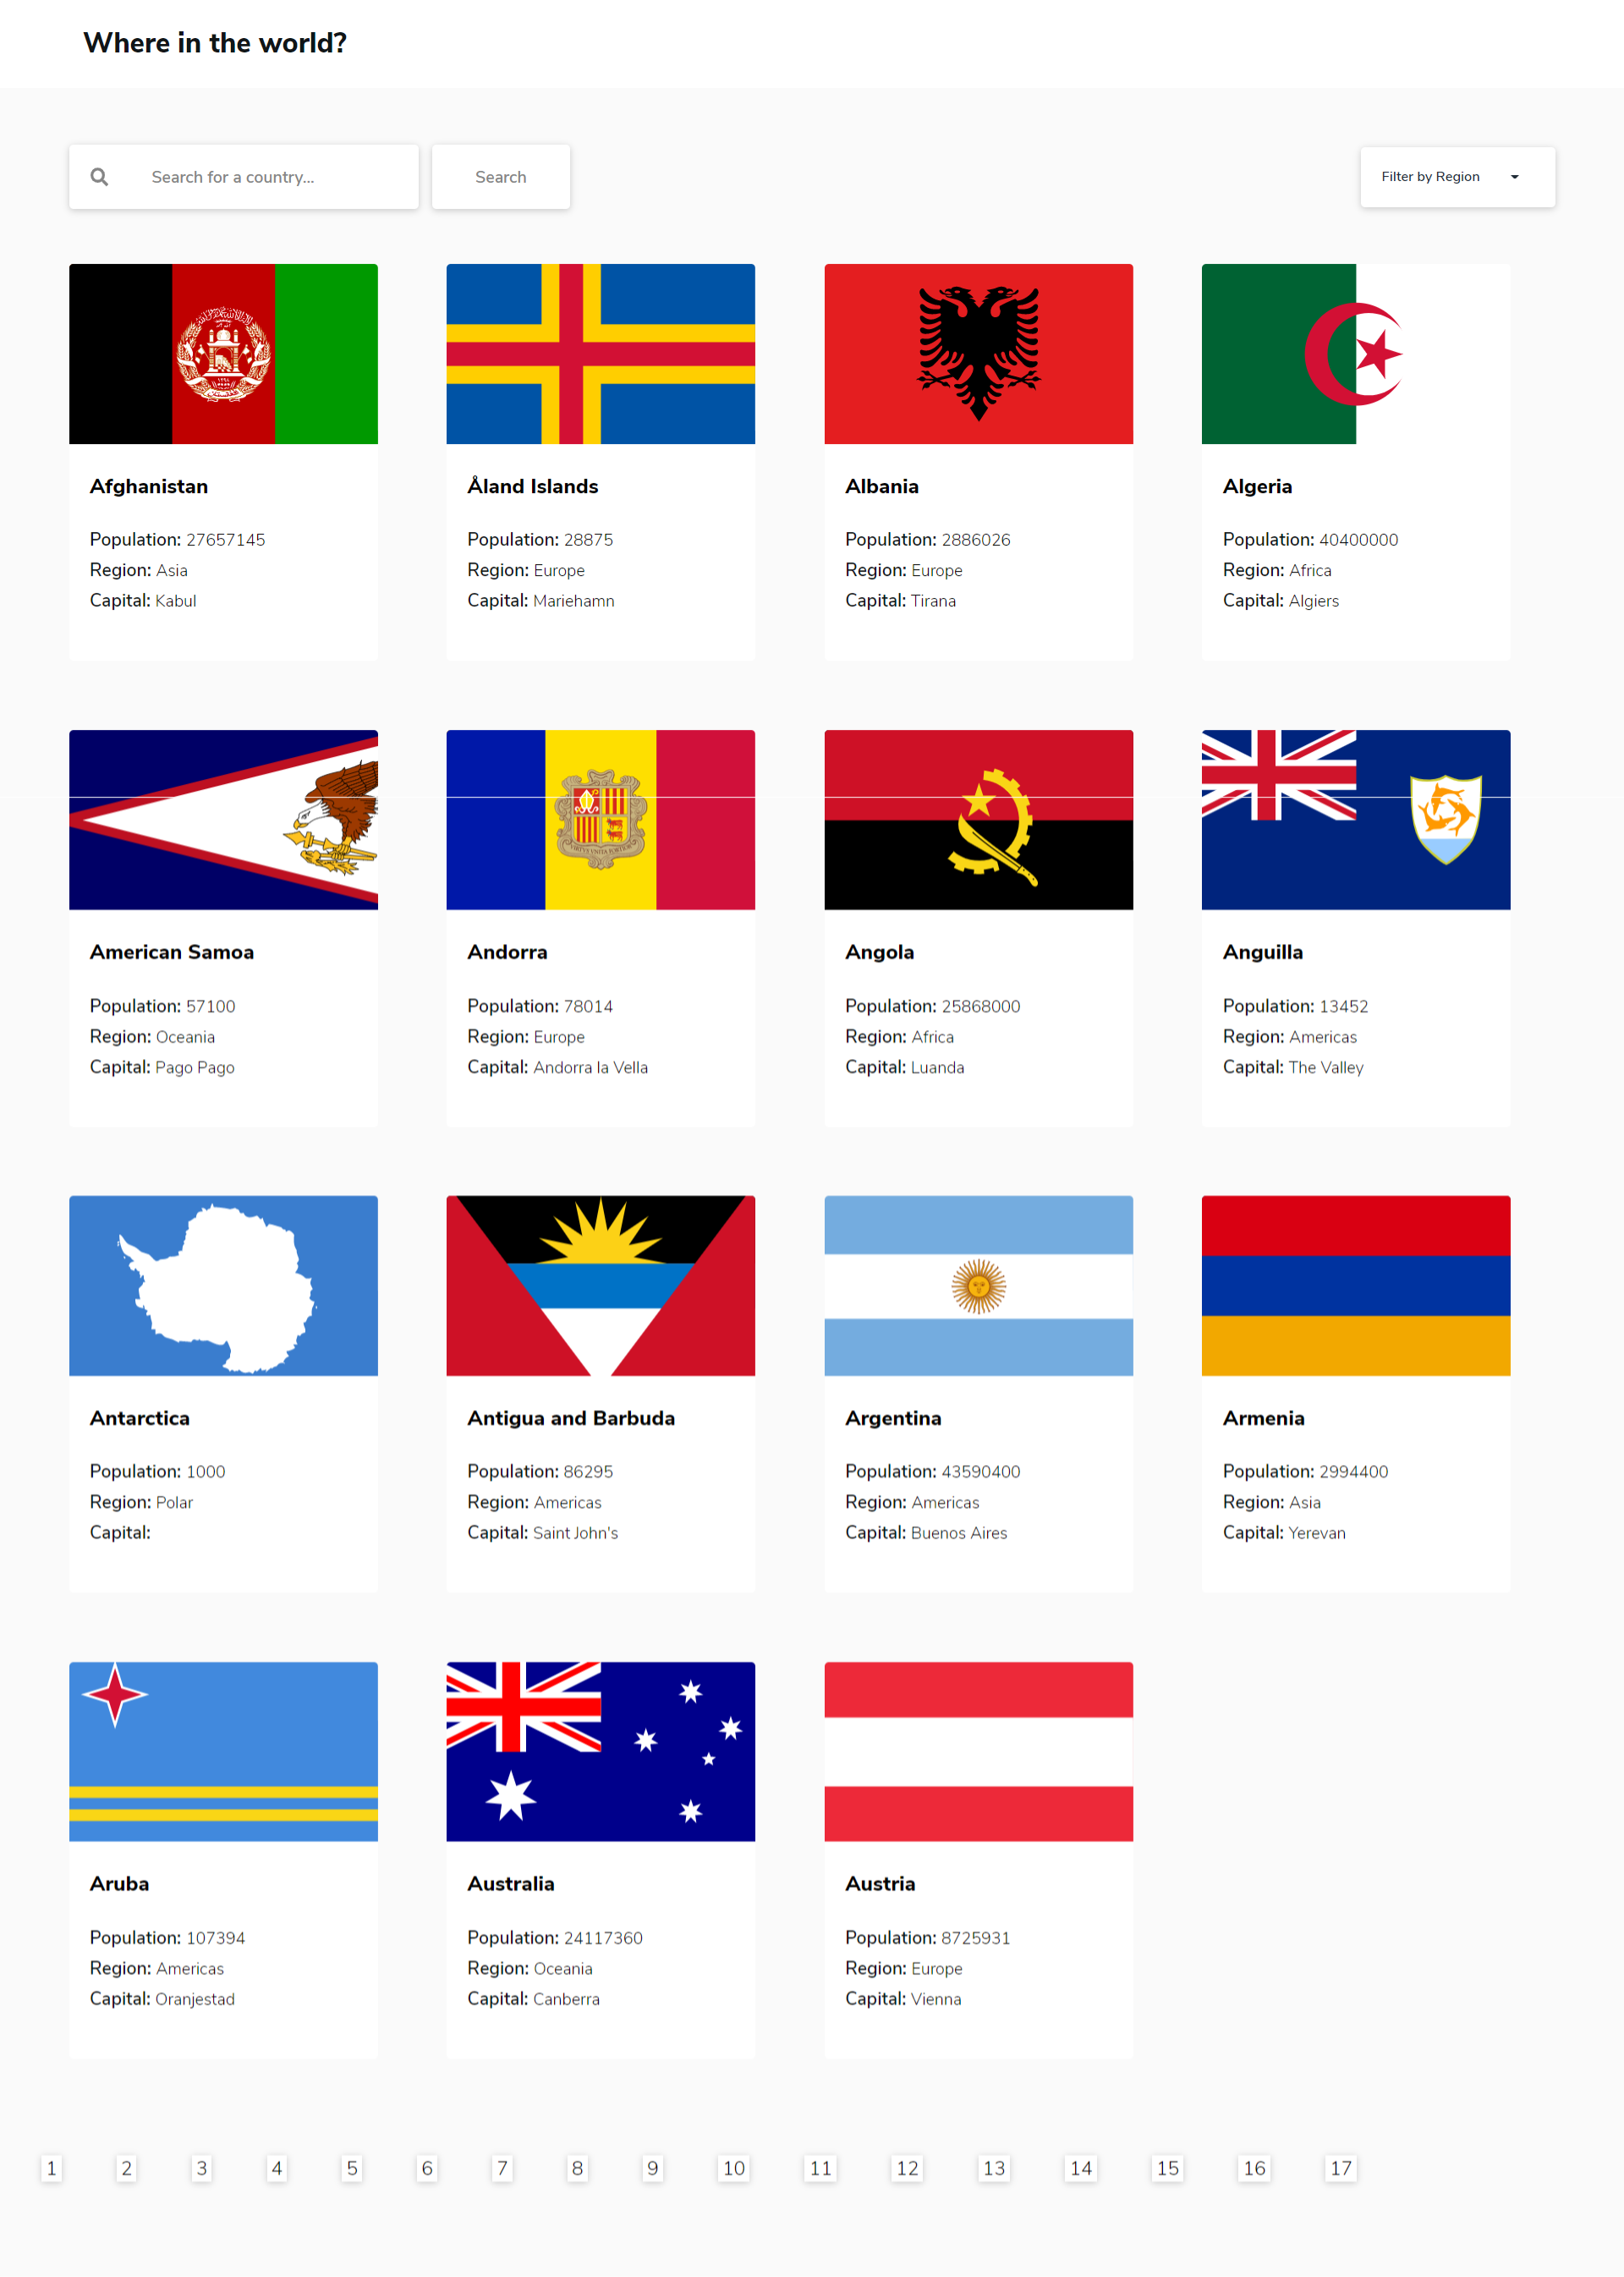 Where in the world?
Search for a country...
Search
Filter by Region
Afghanistan
Population: 27657145
Region: Asia
Capital: Kabul
Åland Islands
Population: 28875
Region: Europe
Capital: Mariehamn
Albania
Population: 2886026
Region: Europe
Capital: Tirana
Algeria
Population: 40400000
Region: Africa
Capital: Algiers
American Samoa
Population: 57100
Region: Oceania
Capital: Pago Pago
Andorra
Population: 78014
Region: Europe
Capital: Andorra la Vella
Angola
Population: 25868000
Region: Africa
Capital: Luanda
Anguilla
Population: 13452
Region: Americas
Capital: The Valley
Antarctica
Population: 1000
Region: Polar
Capital:
Antigua and Barbuda
Population: 86295
Region: Americas
Capital: Saint John's
Argentina
Population: 43590400
Region: Americas
Capital: Buenos Aires
Armenia
Population: 2994400
Region: Asia
Capital: Yerevan
Aruba
Population: 107394
Region: Americas
Capital: Oranjestad
Australia
Population: 24117360
Region: Oceania
Capital: Canberra
Austria
Population: 8725931
Region: Europe
Capital: Vienna
1 2 3 4 5 6 7 8 9 10 11 12 13 14 15 16 17